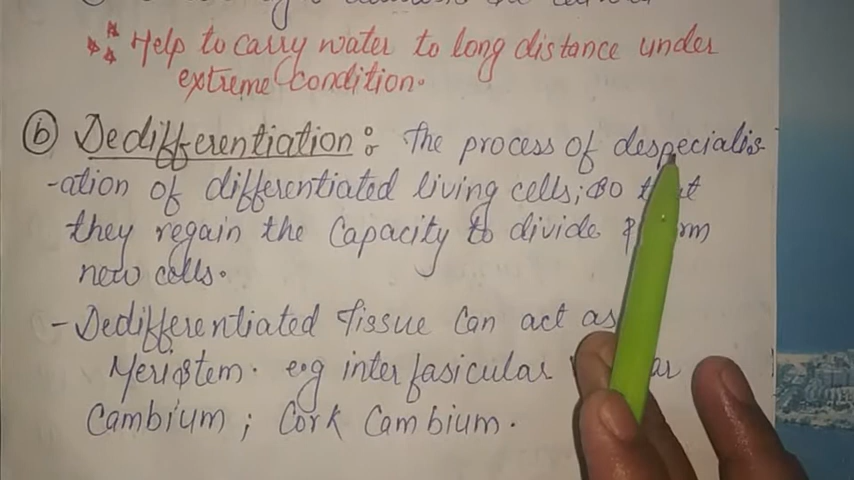 Help to carry water to long distance under
extreme condition.
(b) Dedifferentiation : The process of despecialis-
-ation of differentiated living cells; so
they regain the Capacity to divide
new cells.
- Dedifferentiated Tissue Can act as
Meristem. e.g inter fasicular
Cambium ; Cork Cambium.